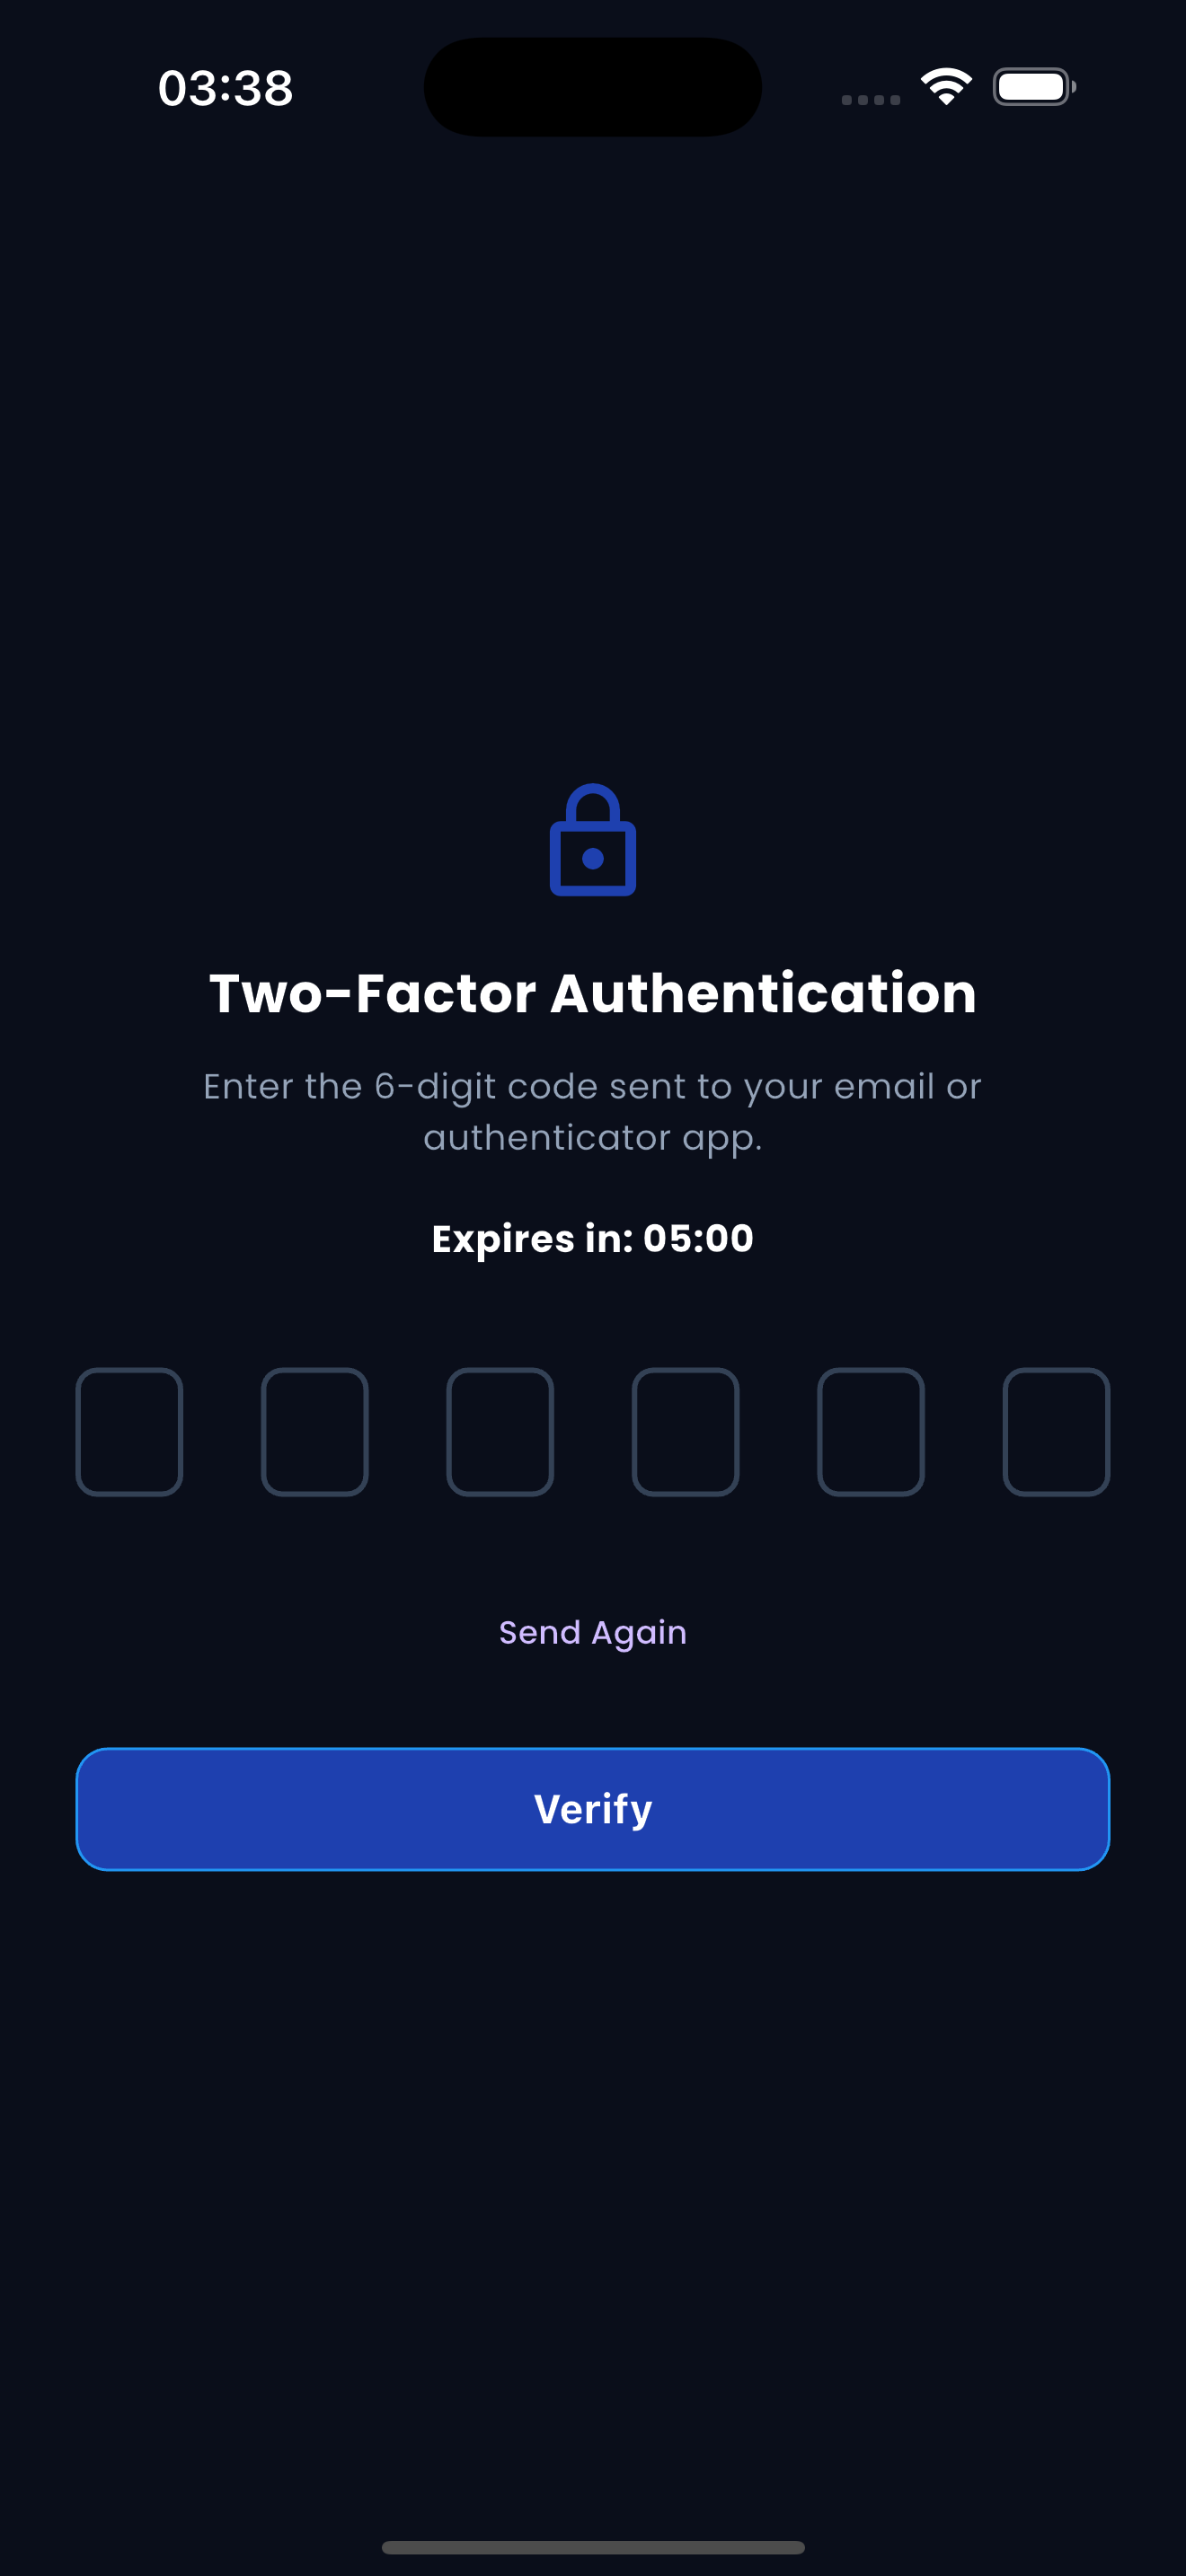 03:38
Two-Factor Authentication
Enter the 6-digit code sent to your email or
authenticator app.
Expires in: 05:00
Send Again
Verify